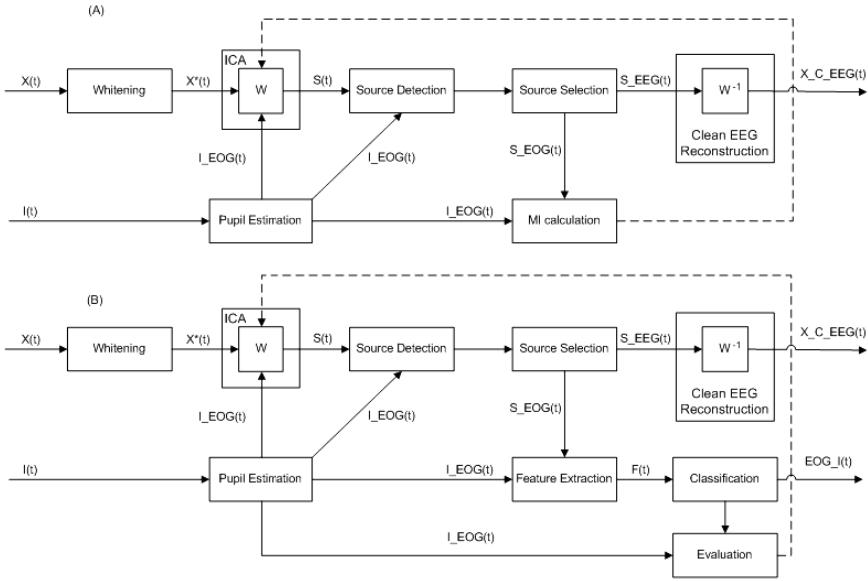 (A)
ICA
X(t)
Whitening
X*(t)
W
S(t)
Source Detection
Source Selection
S_EEG(t)
W-1
X_C_EEG(t)
Clean EEG
Reconstruction
I_EOG(t)
I_EOG(t)
S_EOG(t)
I(t)
Pupil Estimation
I_EOG(t)
MI calculation
(B)
ICA
X(t)
Whitening
X*(t)
W
S(t)
Source Detection
Source Selection
S_EEG(t)
W-1
X_C_EEG(t)
Clean EEG
Reconstruction
I_EOG(t)
I_EOG(t)
S_EOG(t)
I(t)
Pupil Estimation
I_EOG(t)
Feature Extraction
F(t)
Classification
EOG_I(t)
I_EOG(t)
Evaluation